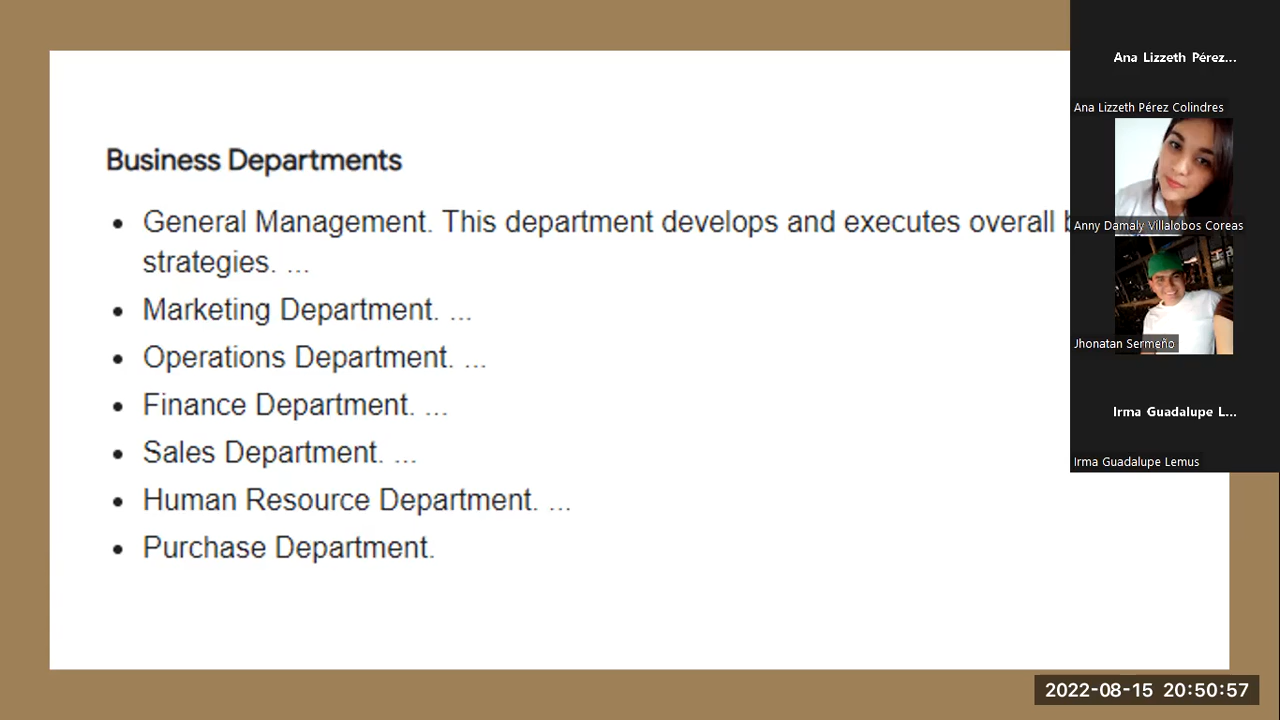 Business Departments
• General Management. This department develops and executes overall
strategies. ...
• Marketing Department. ...
• Operations Department. ...
• Finance Department. ...
• Sales Department. ...
• Human Resource Department. ...
• Purchase Department.
Ana Lizzeth Pérez...
Ana Lizzeth Pérez Colindres
Anny Damaly Villalobos Coreas
Jhonatan Sermeño
Irma Guadalupe L...
Irma Guadalupe Lemus
2022-08-15 20:50:57